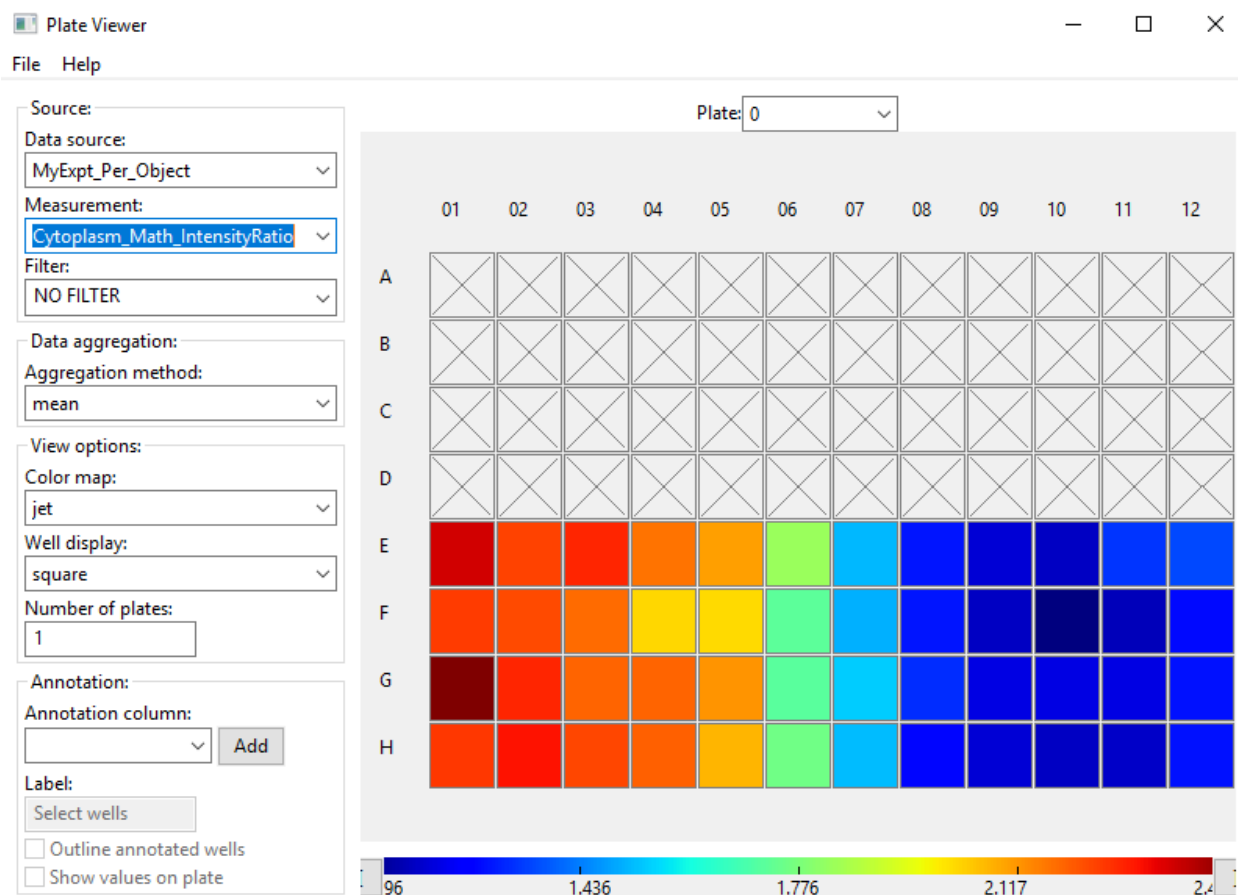 Plate Viewer
File Help
Source:
Data source:
MyExpt_Per_Object
Measurement:
Cytoplasm_Math_IntensityRatio
Filter:
NO FILTER
Data aggregation:
Aggregation method:
mean
View options:
Color map:
jet
Well display:
square
Number of plates:
1
Annotation:
Annotation column:
Add
Label:
Select wells
Outline annotated wells
Show values on plate
Plate: 0
01 02 03 04 05 06 07 08 09 10 11 12
A
B
C
D
E
F
G
H
96 1.436 1.776 2.117 2.4